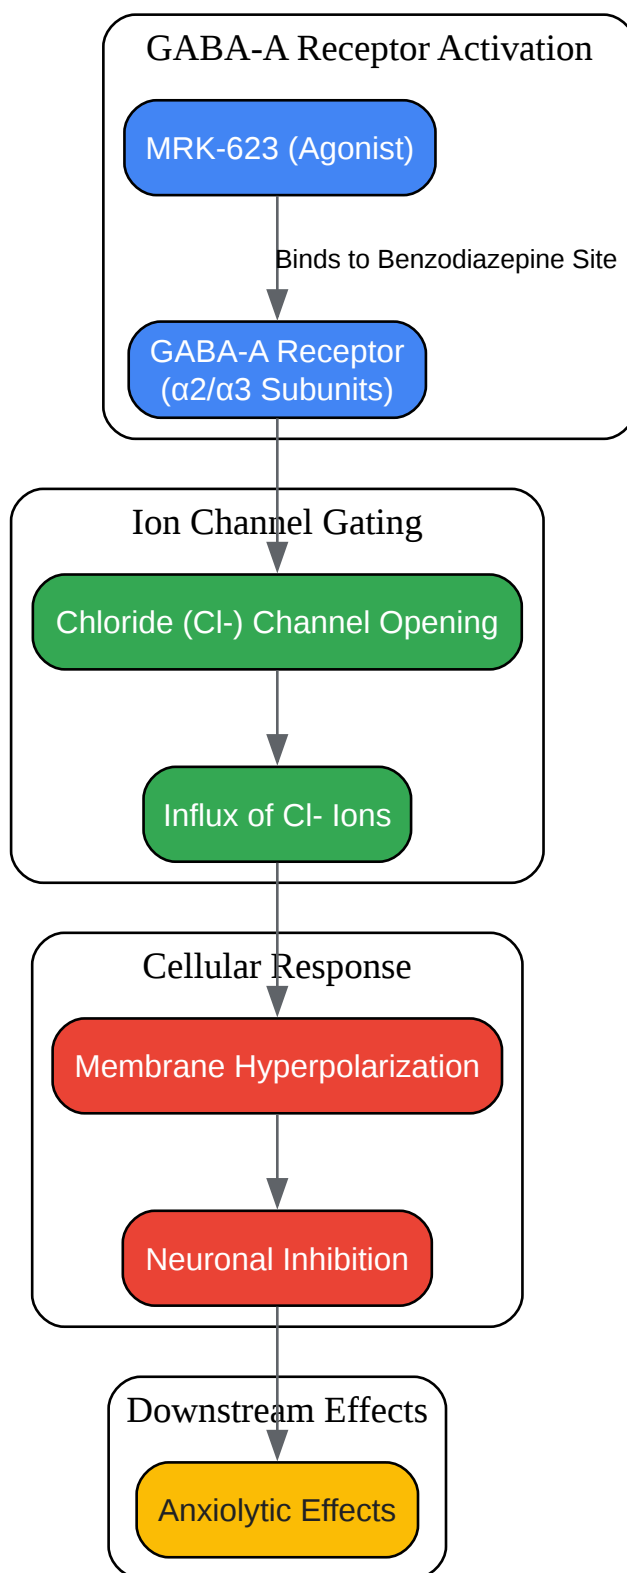 GABA-A Receptor Activation
MRK-623 (Agonist)
Binds to Benzodiazepine Site
GABA-A Receptor
(α2/α3 Subunits)
Ion Channel Gating
Chloride (Cl-) Channel Opening
Influx of Cl- Ions
Cellular Response
Membrane Hyperpolarization
Neuronal Inhibition
Downstream Effects
Anxiolytic Effects